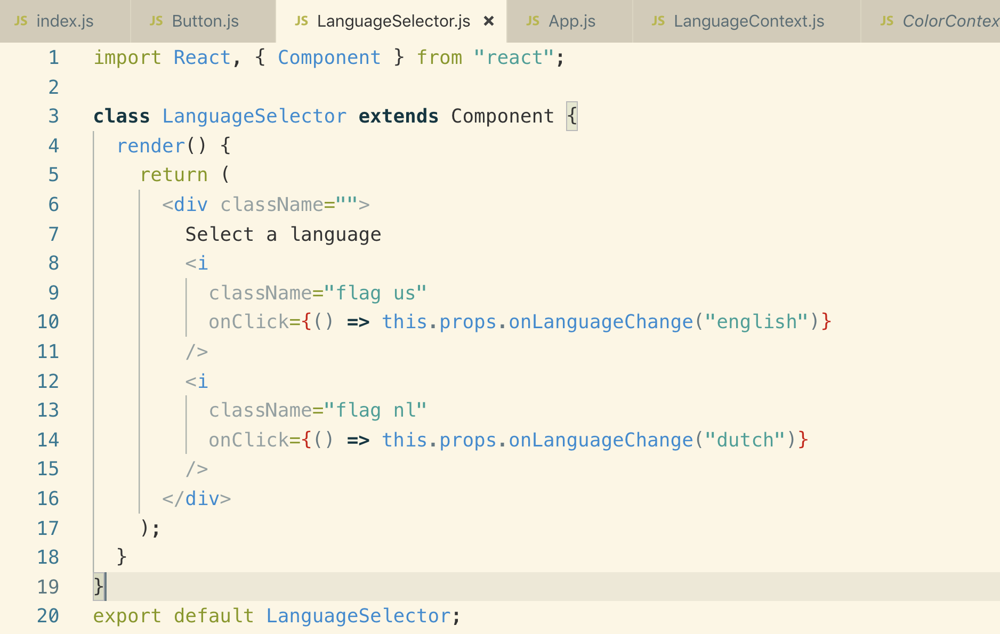 JS index.js JS Button.js JS LanguageSelector.js × JS App.js JS LanguageContext.js JS ColorContex
1 import React, { Component } from "react";
2
3 class LanguageSelector extends Component {
4   render() {
5     return (
6       <div className="">
7         Select a language
8         <i
9           className="flag us"
10           onClick={() => this.props.onLanguageChange("english")}
11         />
12         <i
13           className="flag nl"
14           onClick={() => this.props.onLanguageChange("dutch")}
15         />
16       </div>
17     );
18   }
19 }
20 export default LanguageSelector;